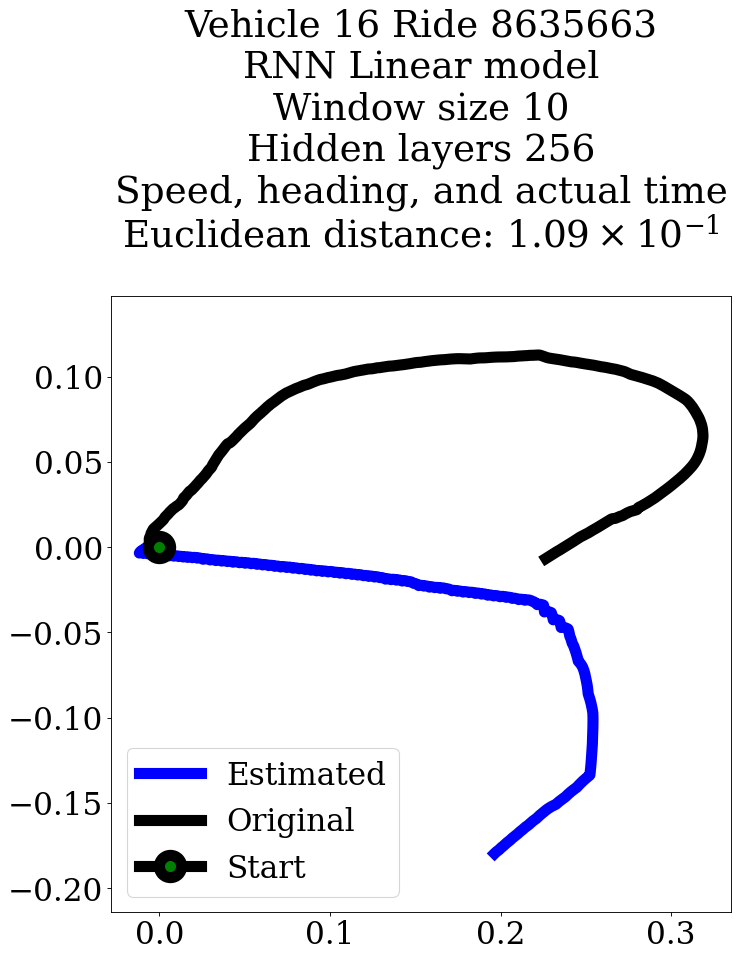 Vehicle 16 Ride 8635663
RNN Linear model
Window size 10
Hidden layers 256
Speed, heading, and actual time
Euclidean distance: 1.09 × 10⁻¹
0.10
0.05
0.00
−0.05
−0.10
−0.15
−0.20
Estimated
Original
Start
0.0 0.1 0.2 0.3